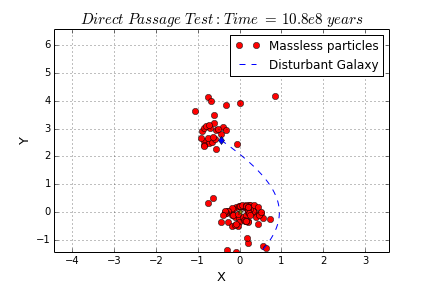 Direct Passage Test: Time = 10.8e8 years
Massless particles
Disturbant Galaxy
6
5
4
3
2
1
0
−1
Y
−4 −3 −2 −1 0 1 2 3
X